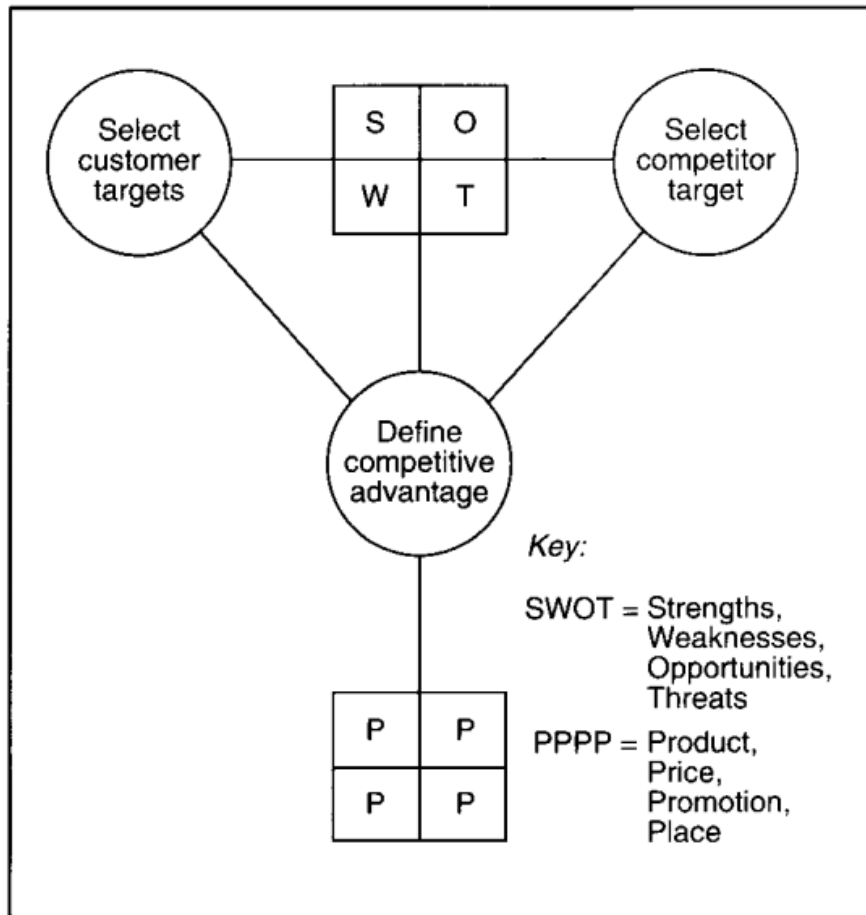 Select
customer
targets
S
O
W
T
Select
competitor
target
Define
competitive
advantage
Key:
SWOT = Strengths,
Weaknesses,
Opportunities,
Threats
P
P
P
P
PPPP = Product,
Price,
Promotion,
Place